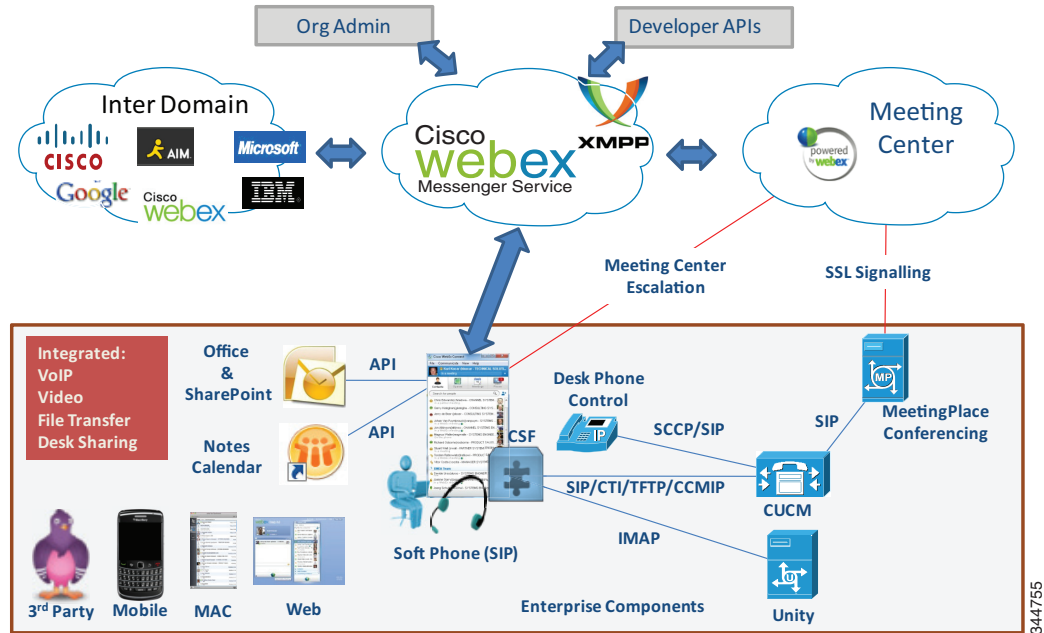 Org Admin
Developer APIs
Inter Domain
CISCO
AIM
Microsoft
Google
Cisco
webex
IBM
Cisco
webex
Messenger Service
XMPP
Meeting
Center
powered
by webex
Meeting Center
Escalation
SSL Signalling
Integrated:
VoIP
Video
File Transfer
Desk Sharing
Office
&
SharePoint
API
Notes
Calendar
API
CSF
Soft Phone (SIP)
Desk Phone
Control
IP
SCCP/SIP
SIP/CTI/TFTP/CCMIP
IMAP
SIP
MP
MeetingPlace
Conferencing
CUCM
U
Unity
Enterprise Components
3rd Party
Mobile
MAC
Web
344755